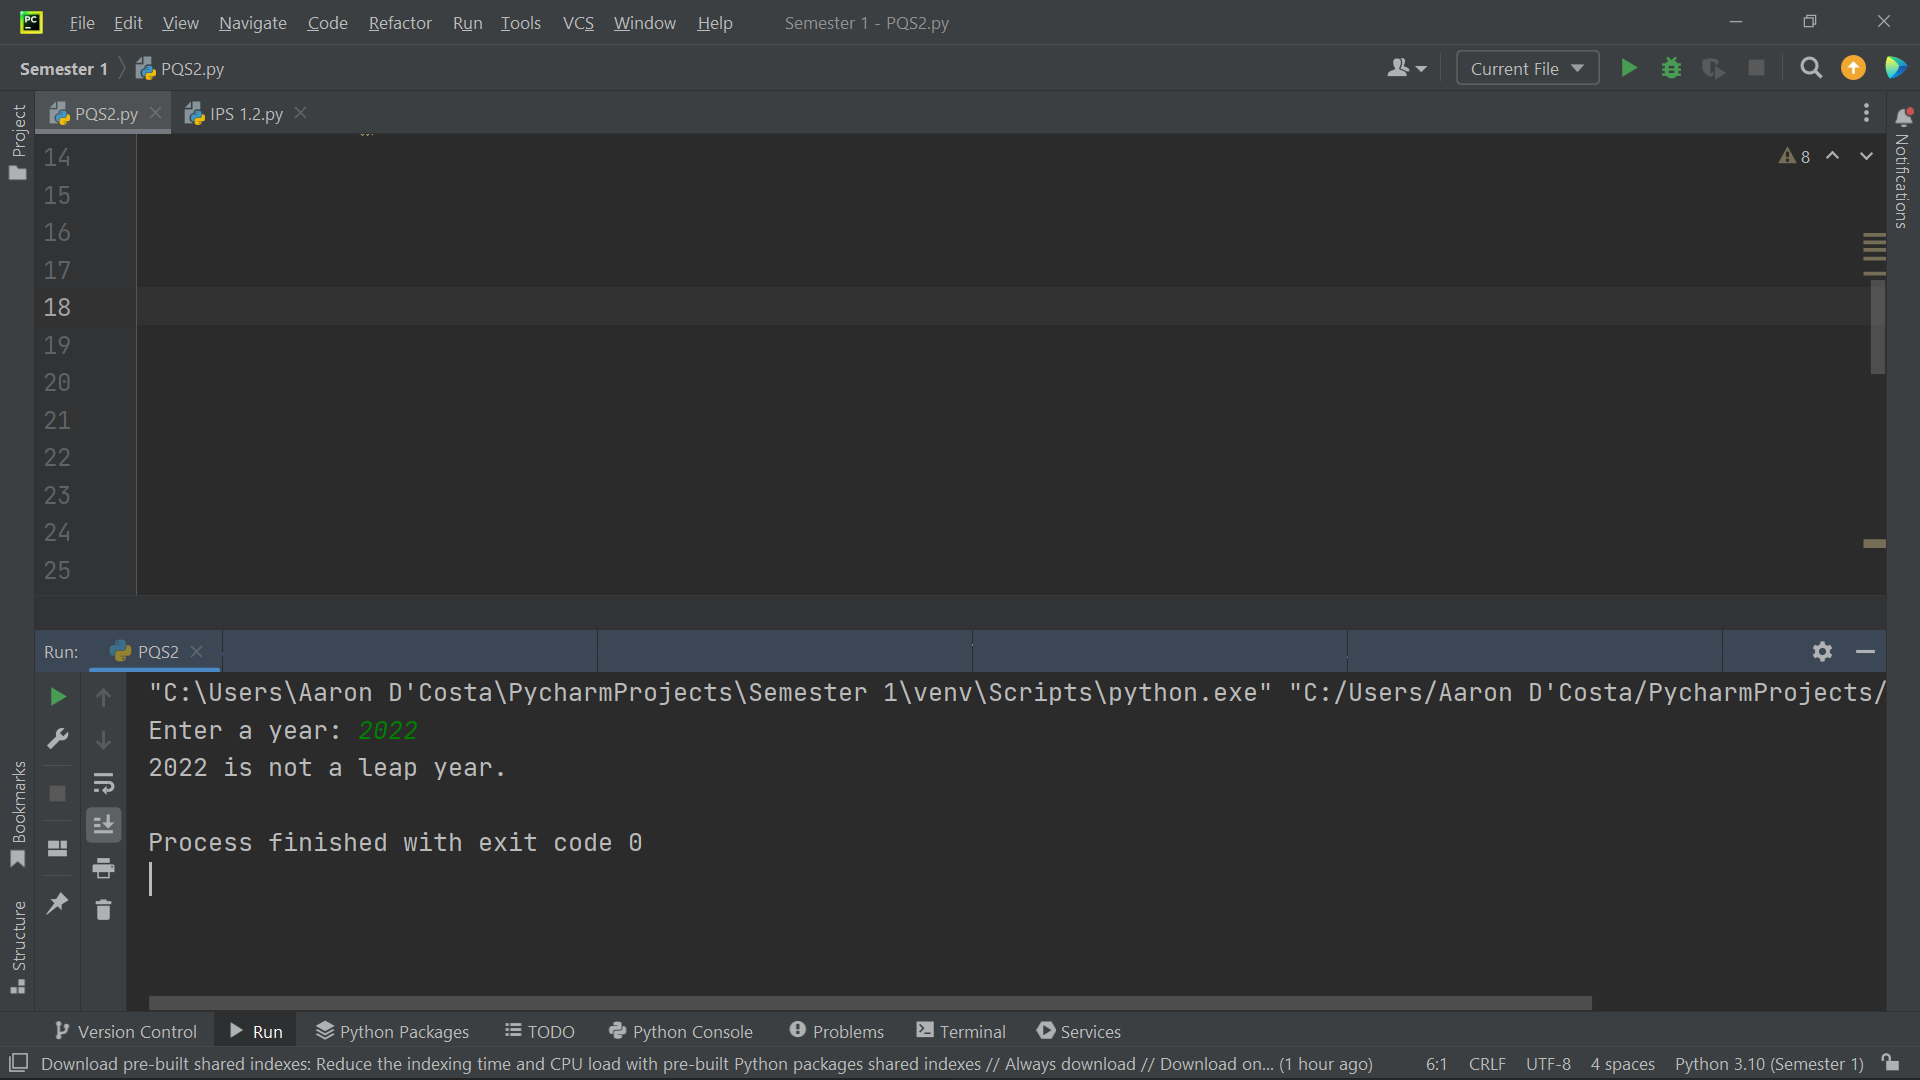 PC File Edit View Navigate Code Refactor Run Tools VCS Window Help Semester 1 - PQS2.py
Semester 1 PQS2.py Current File
PQS2.py IPS 1.2.py
Project
Notifications
8
14
15
16
17
18
19
20
21
22
23
24
25
Run: PQS2
"C:\Users\Aaron D'Costa\PycharmProjects\Semester 1\venv\Scripts\python.exe" "C:/Users/Aaron D'Costa/PycharmProjects/
Enter a year: 2022
2022 is not a leap year.
Process finished with exit code 0
Bookmarks
Structure
Version Control Run Python Packages TODO Python Console Problems Terminal Services
Download pre-built shared indexes: Reduce the indexing time and CPU load with pre-built Python packages shared indexes // Always download // Download on... (1 hour ago) 6:1 CRLF UTF-8 4 spaces Python 3.10 (Semester 1)